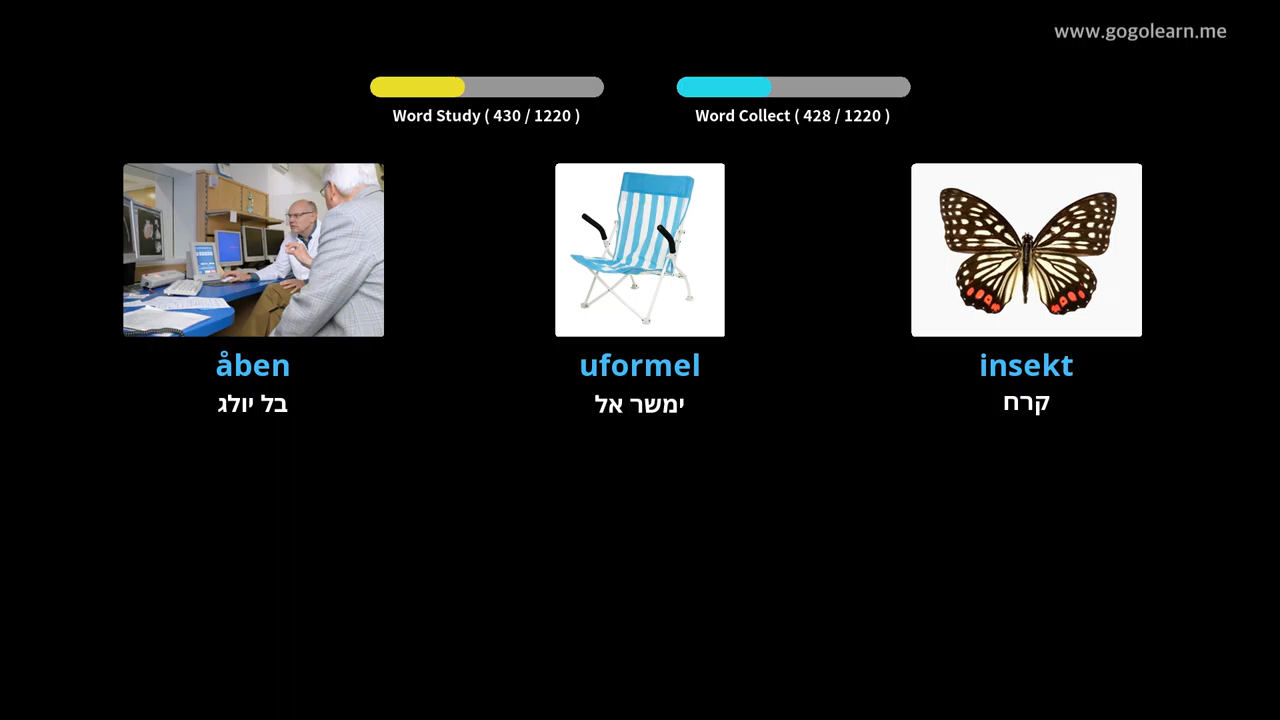 www.gogolearn.me
Word Study ( 430 / 1220 )
Word Collect ( 428 / 1220 )
åben
בל יולג
uformel
ימשר אל
insekt
קרח